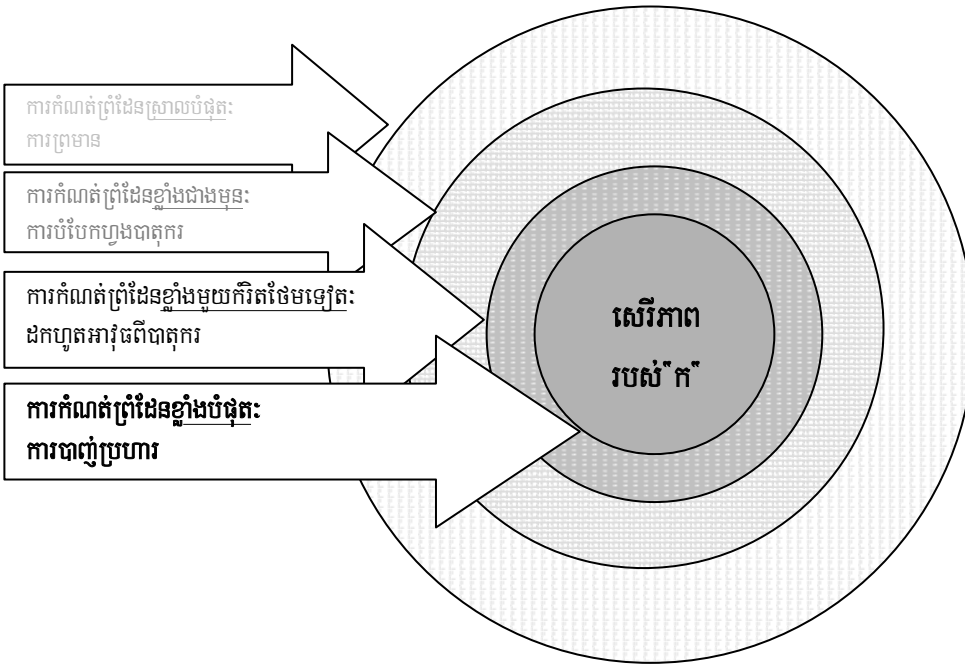 ការកំណត់ព្រំដែនស្រាលបំផុតៈ
ការព្រមាន
ការកំណត់ព្រំដែនខ្លាំងជាងមុនៈ
ការបំបែកហ្វូងបាតុករ
ការកំណត់ព្រំដែនខ្លាំងមួយកំរិតថែមទៀតៈ
ដកហូតអាវុធពីបាតុករ
ការកំណត់ព្រំដែនខ្លាំងបំផុតៈ
ការបាញ់ប្រហារ
សេរីភាព
របស់"ក"